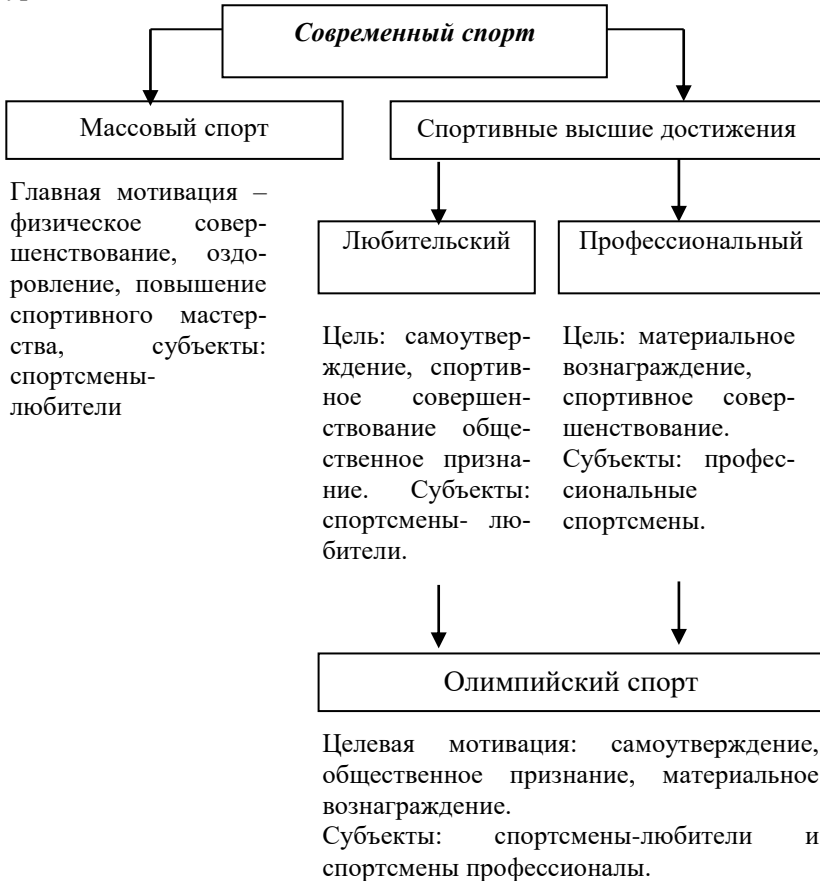 Современный спорт
Массовый спорт
Спортивные высшие достижения
Главная мотивация –
физическое совер-
шенствование, оздо-
ровление, повышение
спортивного мастер-
ства, субъекты:
спортсмены-
любители
Любительский
Профессиональный
Цель: самоутвер-
ждение, спортив-
ное совершен-
ствование обще-
ственное призна-
ние. Субъекты:
спортсмены- лю-
бители.
Цель: материальное
вознаграждение,
спортивное совер-
шенствование.
Субъекты: профес-
сиональные
спортсмены.
Олимпийский спорт
Целевая мотивация: самоутверждение,
общественное признание, материальное
вознаграждение.
Субъекты: спортсмены-любители и
спортсмены профессионалы.